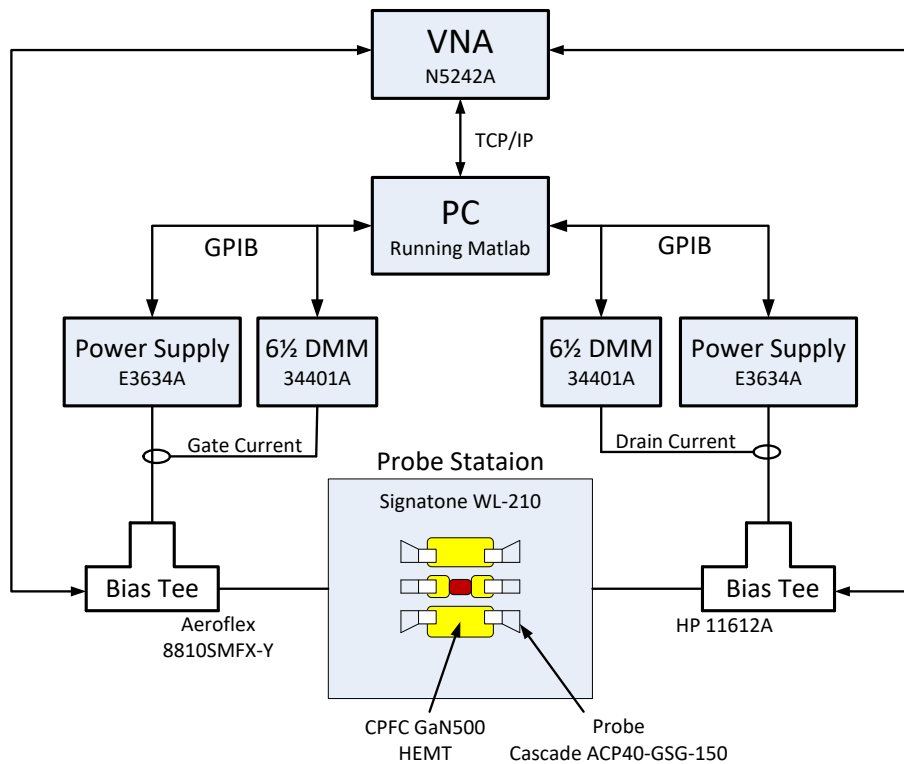 VNA
N5242A
TCP/IP
PC
Running Matlab
GPIB
GPIB
Power Supply
E3634A
6½ DMM
34401A
6½ DMM
34401A
Power Supply
E3634A
Gate Current
Drain Current
Probe Stataion
Signatone WL-210
Bias Tee
Bias Tee
Aeroflex
8810SMFX-Y
HP 11612A
CPFC GaN500
HEMT
Probe
Cascade ACP40-GSG-150